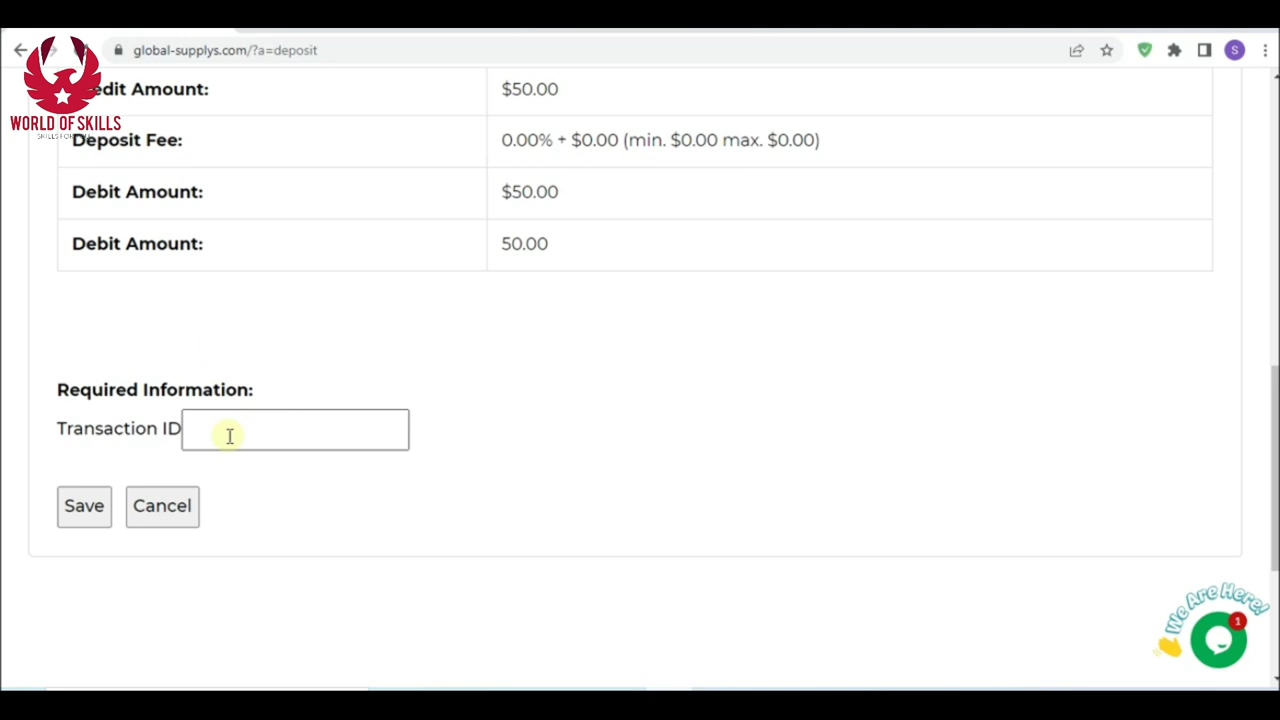 global-supplys.com/?a=deposit
S
edit Amount:
$50.00
WORLD OF SKILLS
Deposit Fee:
0.00% + $0.00 (min. $0.00 max. $0.00)
Debit Amount:
$50.00
Debit Amount:
50.00
Required Information:
Transaction ID
Save
Cancel
We Are Here!
1